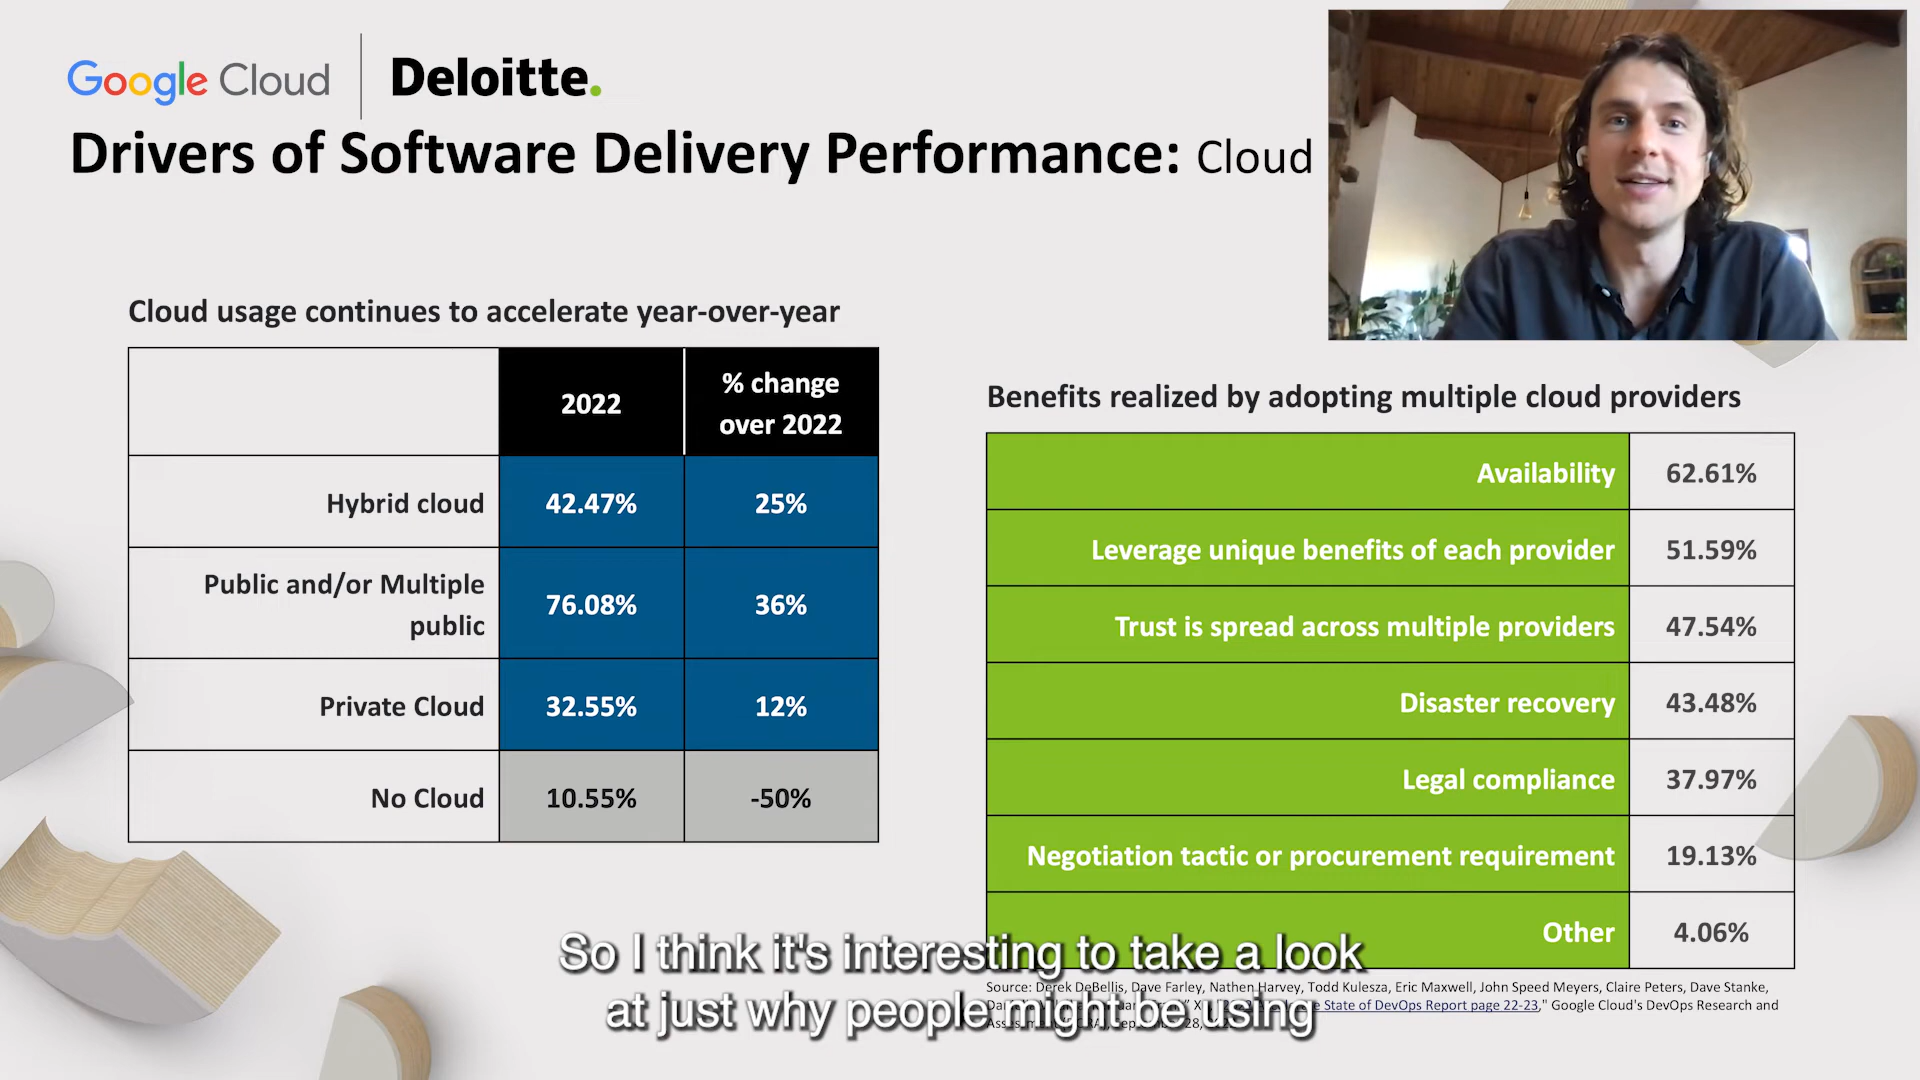 Google Cloud
Deloitte.
Drivers of Software Delivery Performance: Cloud
Cloud usage continues to accelerate year-over-year
2022
% change
over 2022
Hybrid cloud 42.47% 25%
Public and/or Multiple
public
76.08% 36%
Private Cloud 32.55% 12%
No Cloud 10.55% -50%
Benefits realized by adopting multiple cloud providers
Availability 62.61%
Leverage unique benefits of each provider 51.59%
Trust is spread across multiple providers 47.54%
Disaster recovery 43.48%
Legal compliance 37.97%
Negotiation tactic or procurement requirement 19.13%
Other 4.06%
Source: Derek DeBellis, Dave Farley, Nathen Harvey, Todd Kulesza, Eric Maxwell, John Speed Meyers, Claire Peters, Dave Stanke,
State of DevOps Report page 22-23," Google Cloud's DevOps Research and
So I think it's interesting to take a look
at just why people might be using